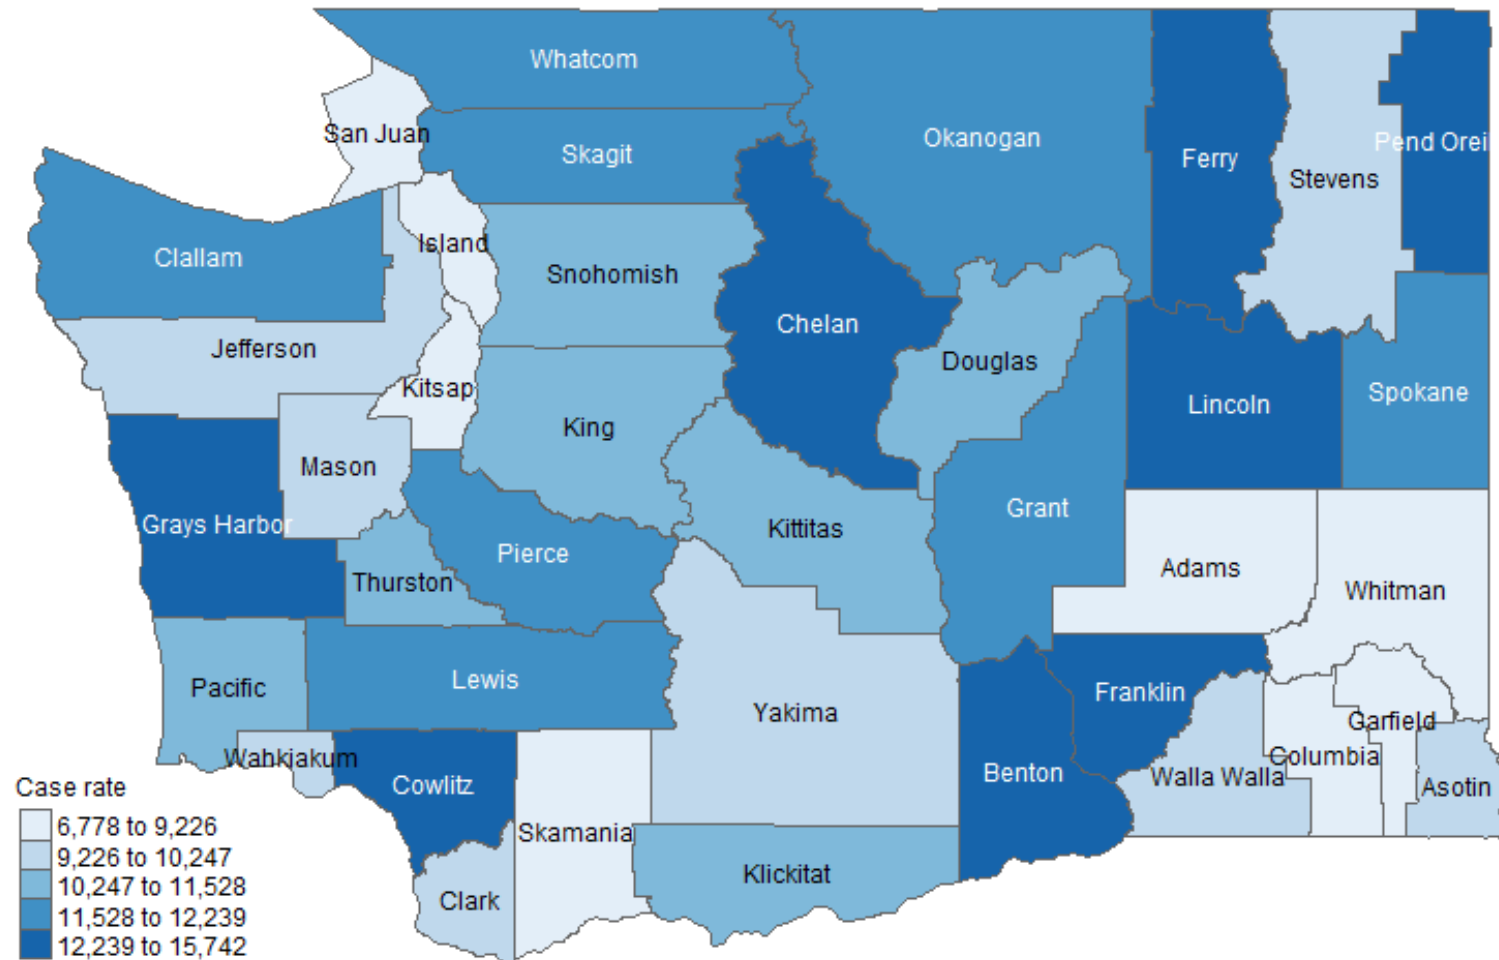 Whatcom
San Juan
Skagit
Okanogan
Ferry
Stevens
Pend Oreil
Clallam
Island
Snohomish
Chelan
Jefferson
Kitsap
Douglas
King
Lincoln
Spokane
Mason
Grays Harbor
Grant
Kittitas
Pierce
Thurston
Adams
Whitman
Pacific
Lewis
Yakima
Franklin
Garfield
Wahkiakum
Cowlitz
Benton
Walla Walla
Columbia
Asotin
Skamania
Klickitat
Clark
Case rate
6,778 to 9,226
9,226 to 10,247
10,247 to 11,528
11,528 to 12,239
12,239 to 15,742